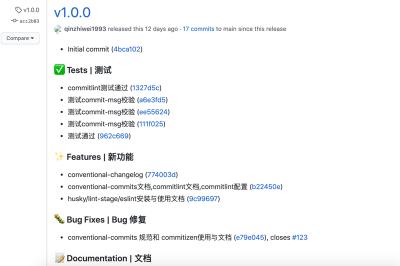 v1.0.0
acc2b83
Compare
v1.0.0
qinzhiwei1993 released this 12 days ago · 17 commits to main since this release
Initial commit (4bca102)
Tests | 测试
commitlint测试通过 (1327d5c)
测试commit-msg校验 (a6e3fd5)
测试commit-msg校验 (ee55624)
测试commit-msg校验 (111f025)
测试通过 (962c669)
Features | 新功能
conventional-changelog (774003d)
conventional-commits文档,commitlint文档,commitlint配置 (b22450e)
husky/lint-stage/eslint安装与使用文档 (9c99697)
Bug Fixes | Bug 修复
conventional-commits 规范和 commitizen使用与文档 (e79e045), closes #123
Documentation | 文档